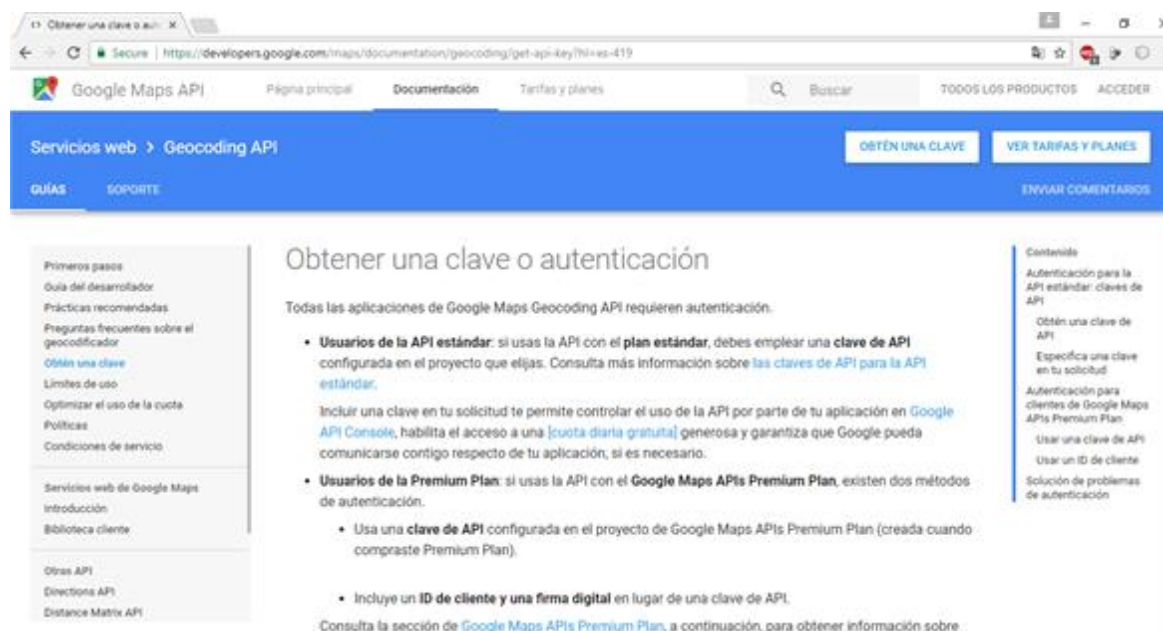 Obtener una clave o aut
Secure | https://developers.google.com/maps/documentation/geocoding/get-api-key?hl=es-419
Google Maps API
Página principal
Documentación
Tarifas y planes
Buscar
TODOS LOS PRODUCTOS
ACCEDER
Servicios web > Geocoding API
OBTÉN UNA CLAVE
VER TARIFAS Y PLANES
GUÍAS
SOPORTE
ENVIAR COMENTARIOS
Primeros pasos
Guía del desarrollador
Prácticas recomendadas
Preguntas frecuentes sobre el
geocodificador
Obtén una clave
Límites de uso
Optimizar el uso de la cuota
Políticas
Condiciones de servicio
Servicios web de Google Maps
Introducción
Biblioteca cliente
Otras API
Directions API
Distance Matrix API
Obtener una clave o autenticación
Todas las aplicaciones de Google Maps Geocoding API requieren autenticación.
• Usuarios de la API estándar: si usas la API con el plan estándar, debes emplear una clave de API
configurada en el proyecto que elijas. Consulta más información sobre las claves de API para la API
estándar.
Incluir una clave en tu solicitud te permite controlar el uso de la API por parte de tu aplicación en Google
API Console, habilita el acceso a una [cuota diaria gratuita] generosa y garantiza que Google pueda
comunicarse contigo respecto de tu aplicación, si es necesario.
• Usuarios de la Premium Plan: si usas la API con el Google Maps APIs Premium Plan, existen dos métodos
de autenticación.
• Usa una clave de API configurada en el proyecto de Google Maps APIs Premium Plan (creada cuando
compraste Premium Plan).
• Incluye un ID de cliente y una firma digital en lugar de una clave de API.
Consulta la sección de Google Maps APIs Premium Plan, a continuación, para obtener información sobre
Contenido
Autenticación para la
API estándar: claves de
API
Obtén una clave de
API
Especifica una clave
en tu solicitud
Autenticación para
clientes de Google Maps
APIs Premium Plan
Usar una clave de API
Usar un ID de cliente
Solución de problemas
de autenticación